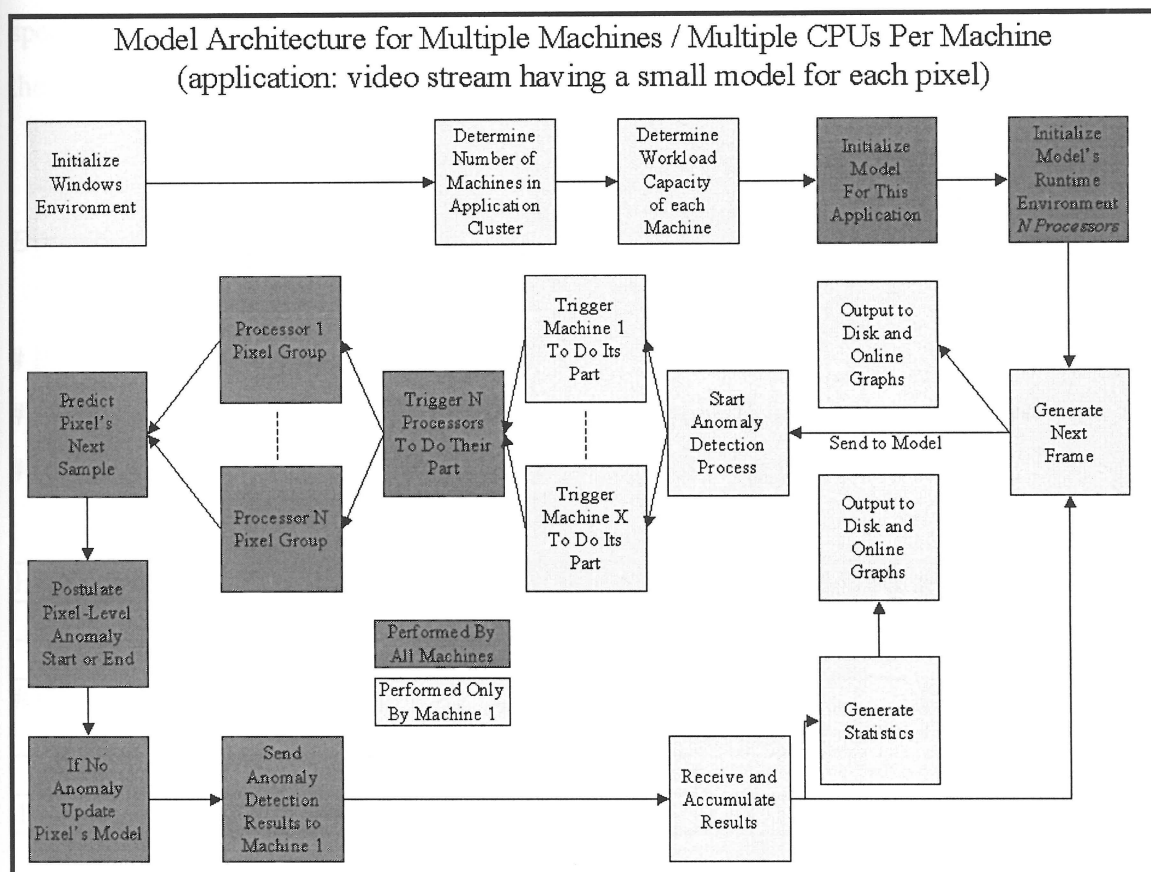 Model Architecture for Multiple Machines / Multiple CPUs Per Machine
(application: video stream having a small model for each pixel)
Initialize
Windows
Environment
Determine
Number of
Machines in
Application
Cluster
Determine
Workload
Capacity
of each
Machine
Initialize
Model
For This
Application
Initialize
Model's
Runtime
Environment
N Processors
Processor 1
Pixel Group
Trigger
Machine 1
To Do Its
Part
Output to
Disk and
Online
Graphs
Predict
Pixel's
Next
Sample
Trigger N
Processors
To Do Their
Part
Start
Anomaly
Detection
Process
Send to Model
Generate
Next
Frame
Processor N
Pixel Group
Trigger
Machine X
To Do Its
Part
Output to
Disk and
Online
Graphs
Postulate
Pixel-Level
Anomaly
Start or End
Performed By
All Machines
Performed Only
By Machine 1
Generate
Statistics
If No
Anomaly
Update
Pixel's Model
Send
Anomaly
Detection
Results to
Machine 1
Receive and
Accumulate
Results